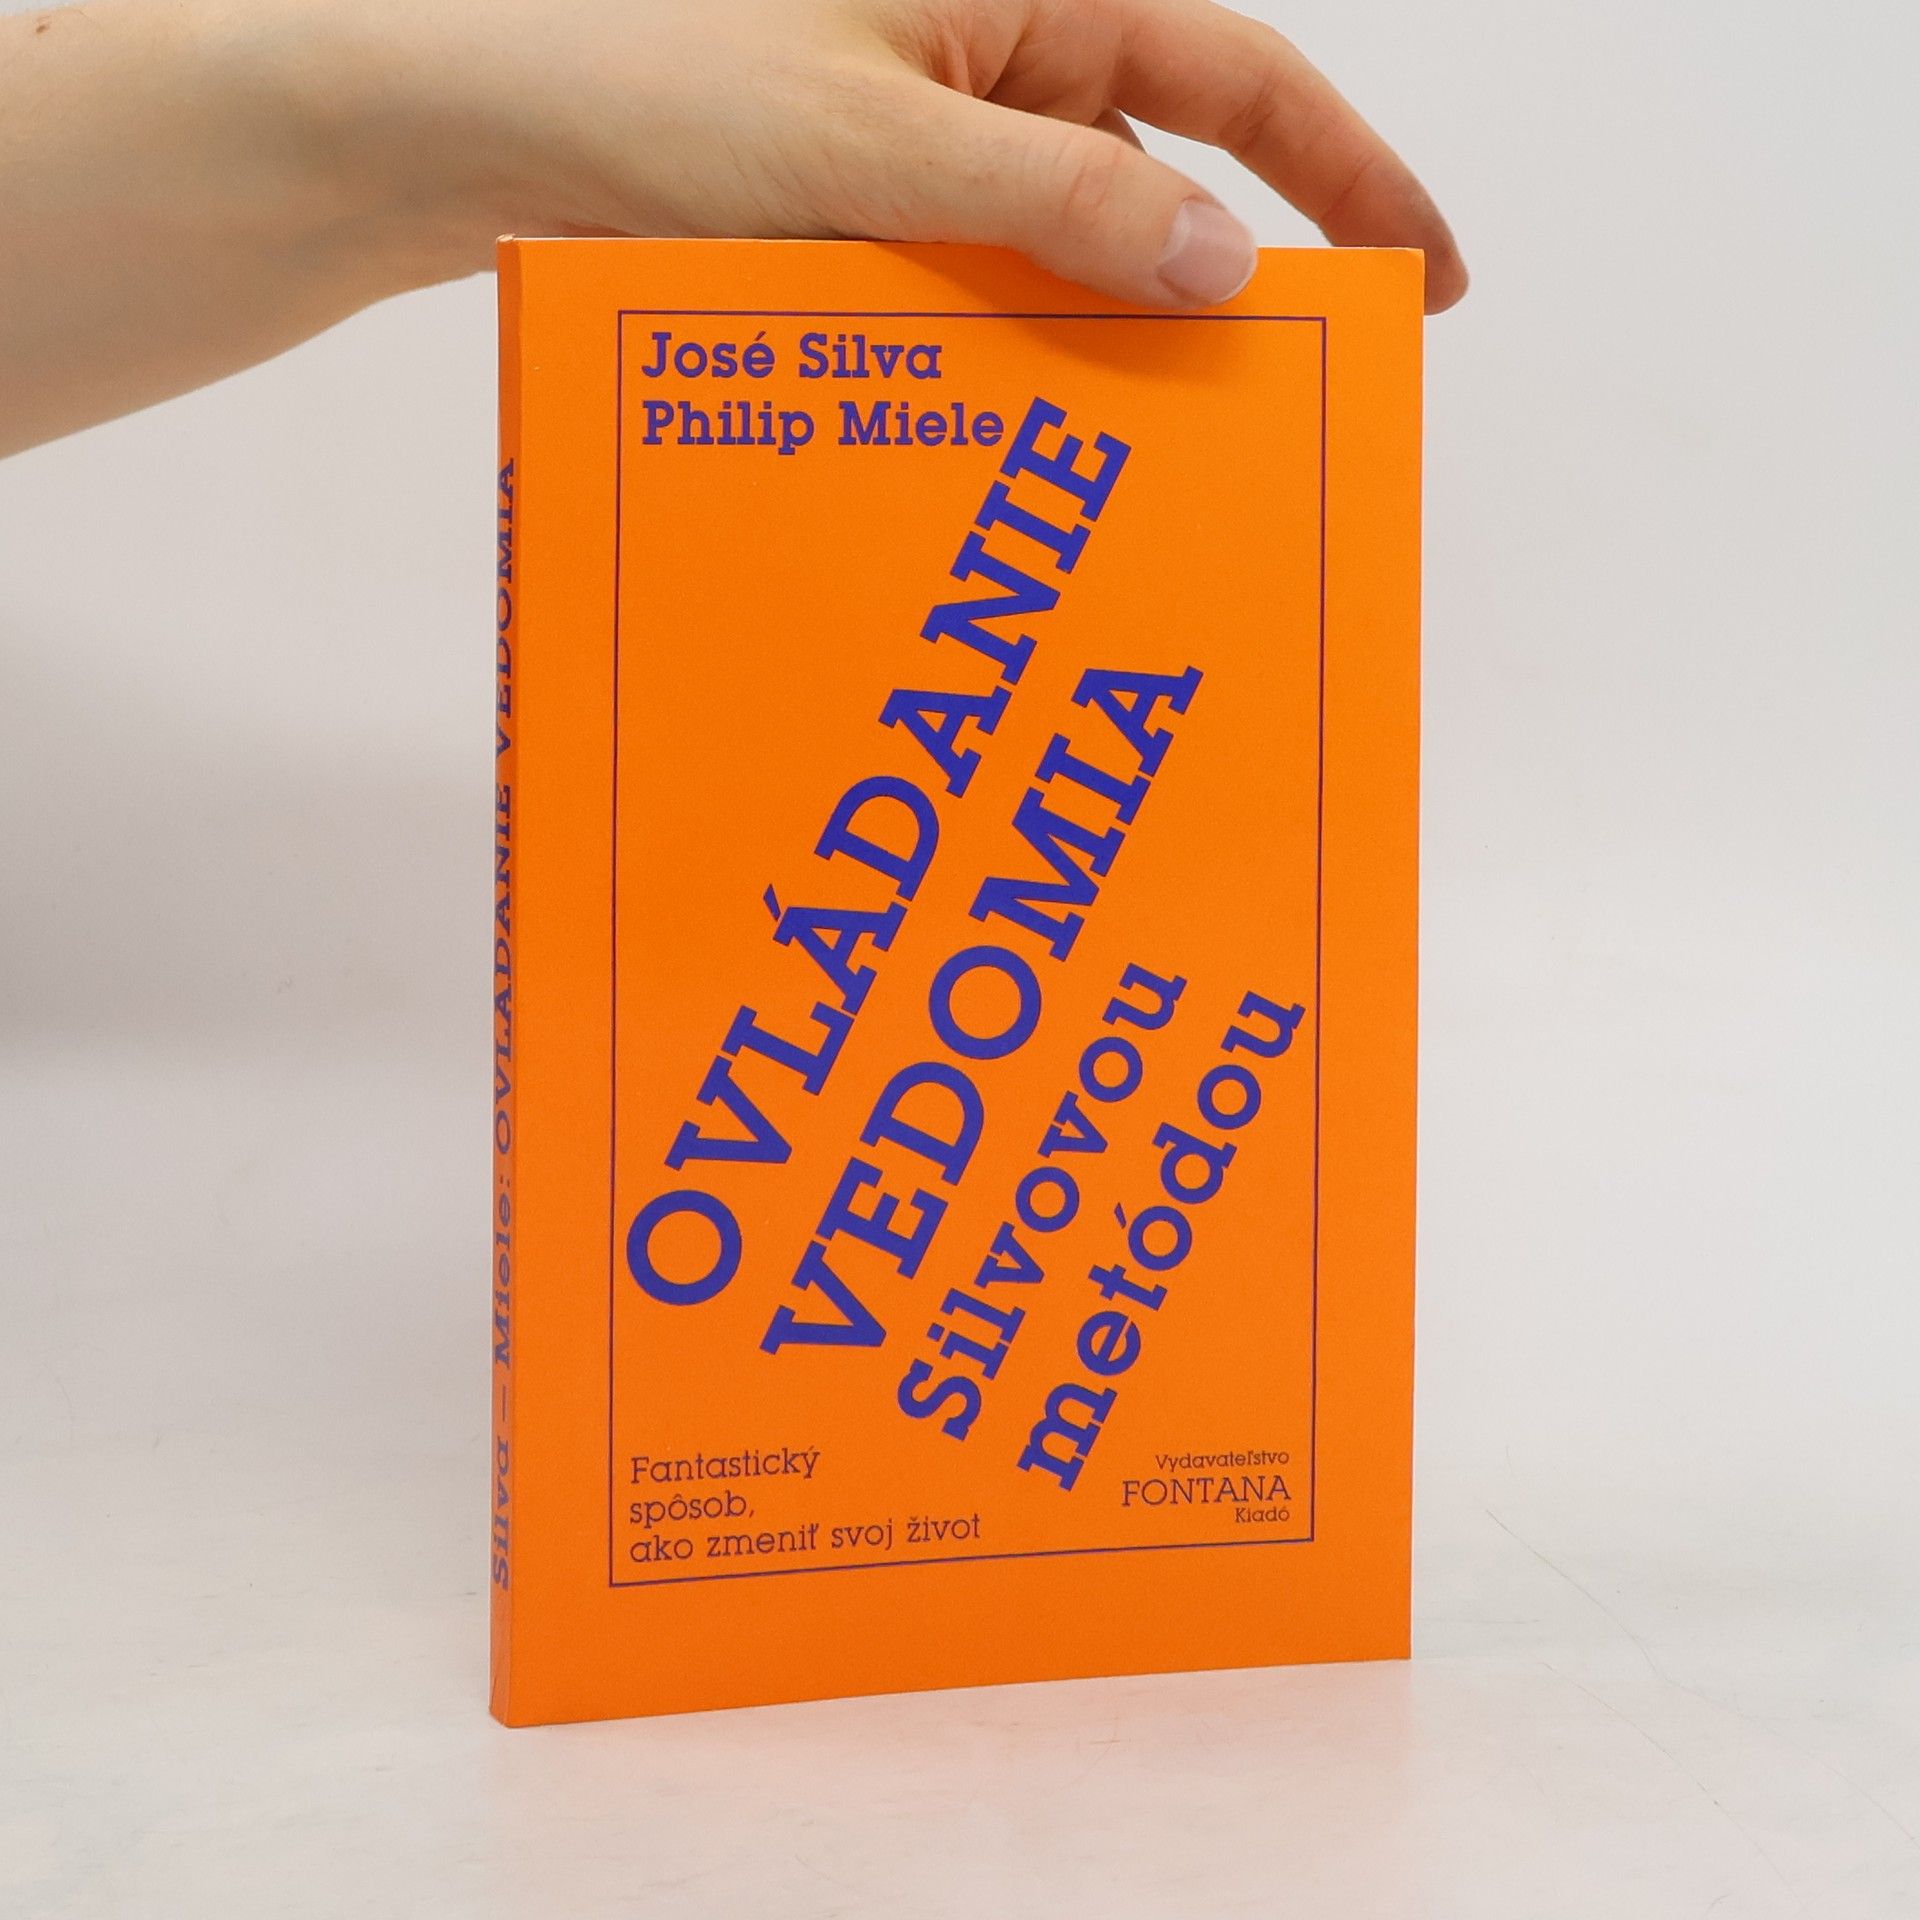 José Silva
Philip Miele
OVLÁDANIE
VEDOMIA
Silvovou
metódou
Fantastický
spôsob,
ako zmeniť svoj život
Vydavateľstvo
FONTANA
Kiadó
Silva – Miele: OVLÁDANIE VEDOMIA